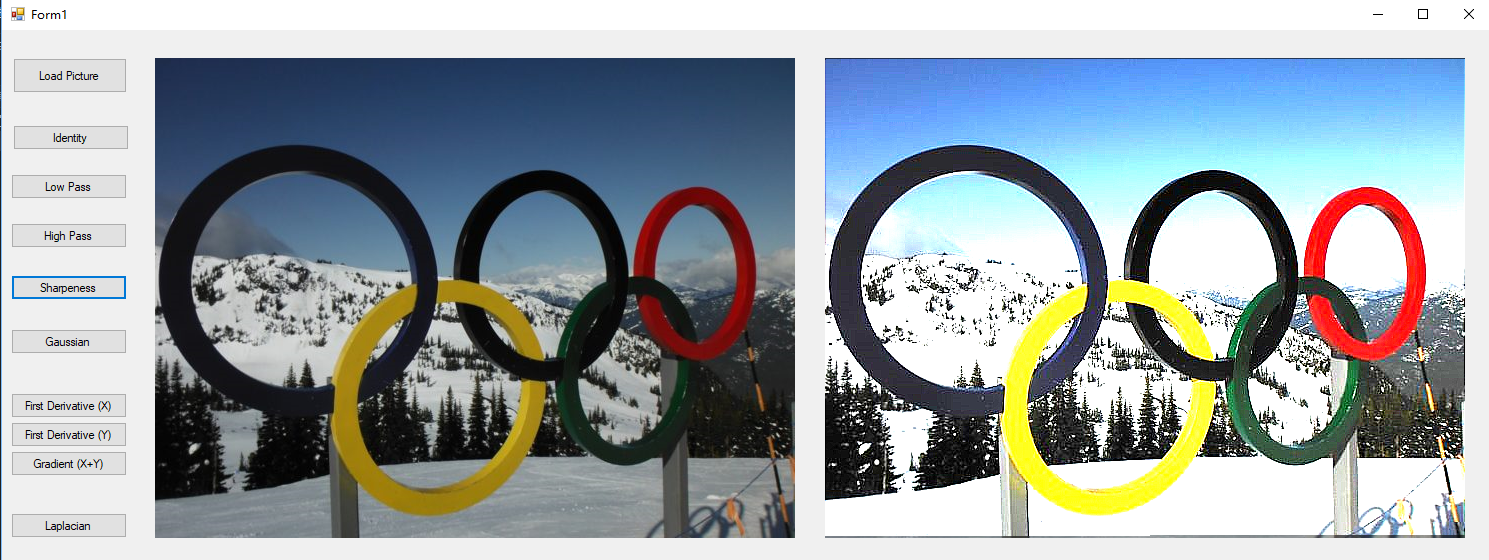 Form1
Load Picture
Identity
Low Pass
High Pass
Sharpeness
Gaussian
First Derivative (X)
First Derivative (Y)
Gradient (X+Y)
Laplacian